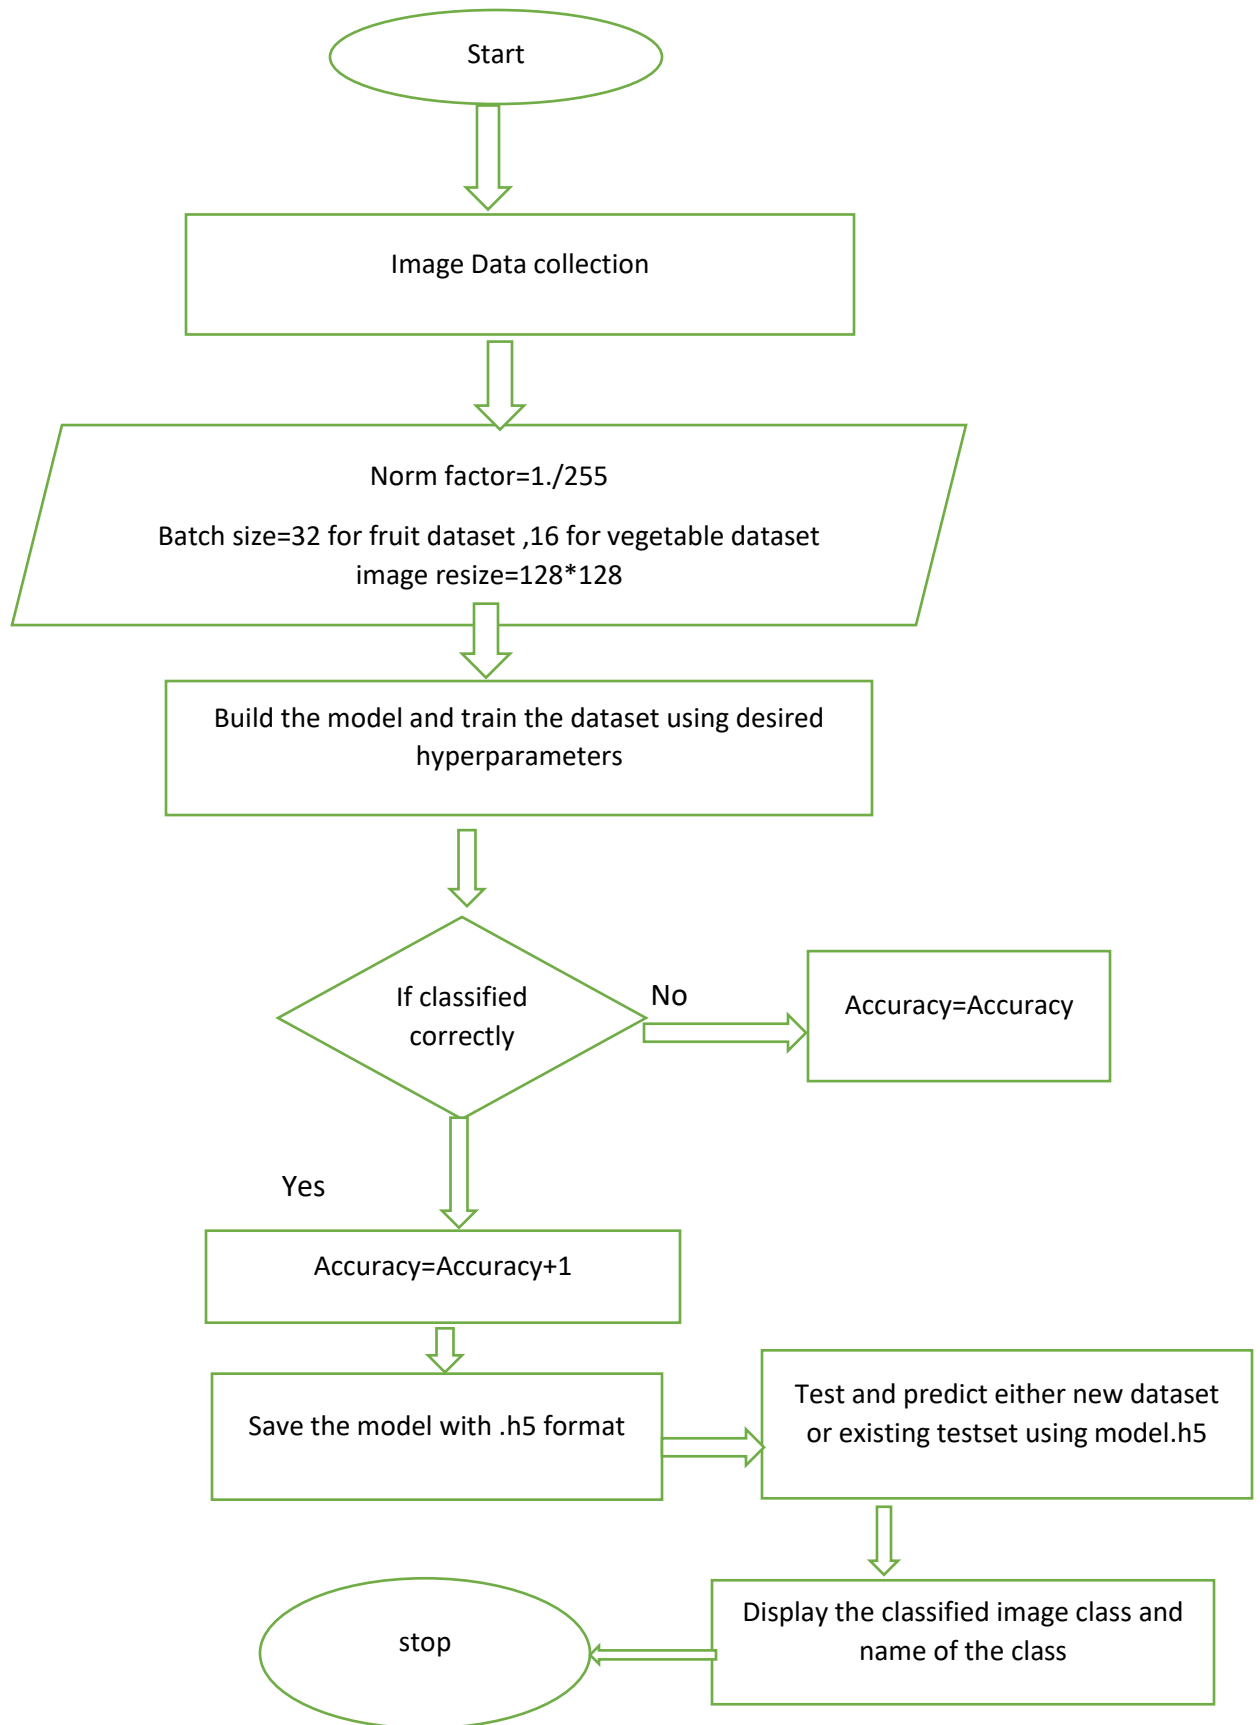 Start
Image Data collection
Norm factor=1./255
Batch size=32 for fruit dataset ,16 for vegetable dataset
image resize=128*128
Build the model and train the dataset using desired
hyperparameters
If classified
correctly
No
Accuracy=Accuracy
Yes
Accuracy=Accuracy+1
Save the model with .h5 format
Test and predict either new dataset
or existing testset using model.h5
Display the classified image class and
name of the class
stop